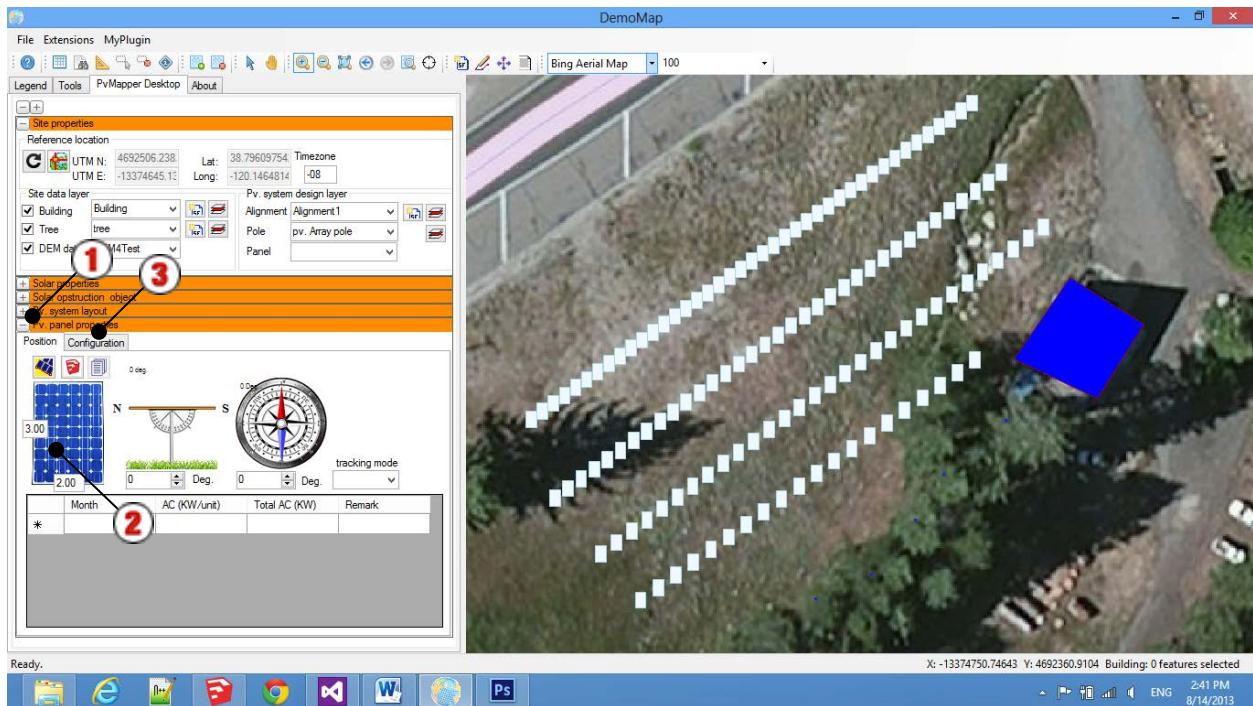 DemoMap
File Extensions MyPlugin
Bing Aerial Map 100
Legend Tools PvMapper Desktop About
Site properties
Reference location
UTM N: 4692506.238. Lat: 38.79609754. Timezone
UTM E: -13374645.13 Long: -120.1464814 -08
Site data layer Pv. system design layer
Building Building Alignment Alignment1
Tree tree Pole pv. Array pole
DEM da 4Test Panel
1
3
Solar properties
Solar opstruction object
Pv. system layout
Pv. panel properties
Position Configuration
0 deg.
0 Deg.
N S
3.00
tracking mode
2.00 0 Deg. 0 Deg.
Month AC (KW/unit) Total AC (KW) Remark
2
Ready. X: -13374750.74643 Y: 4692360.9104 Building: 0 features selected
Ps
ENG 2:41 PM
8/14/2013